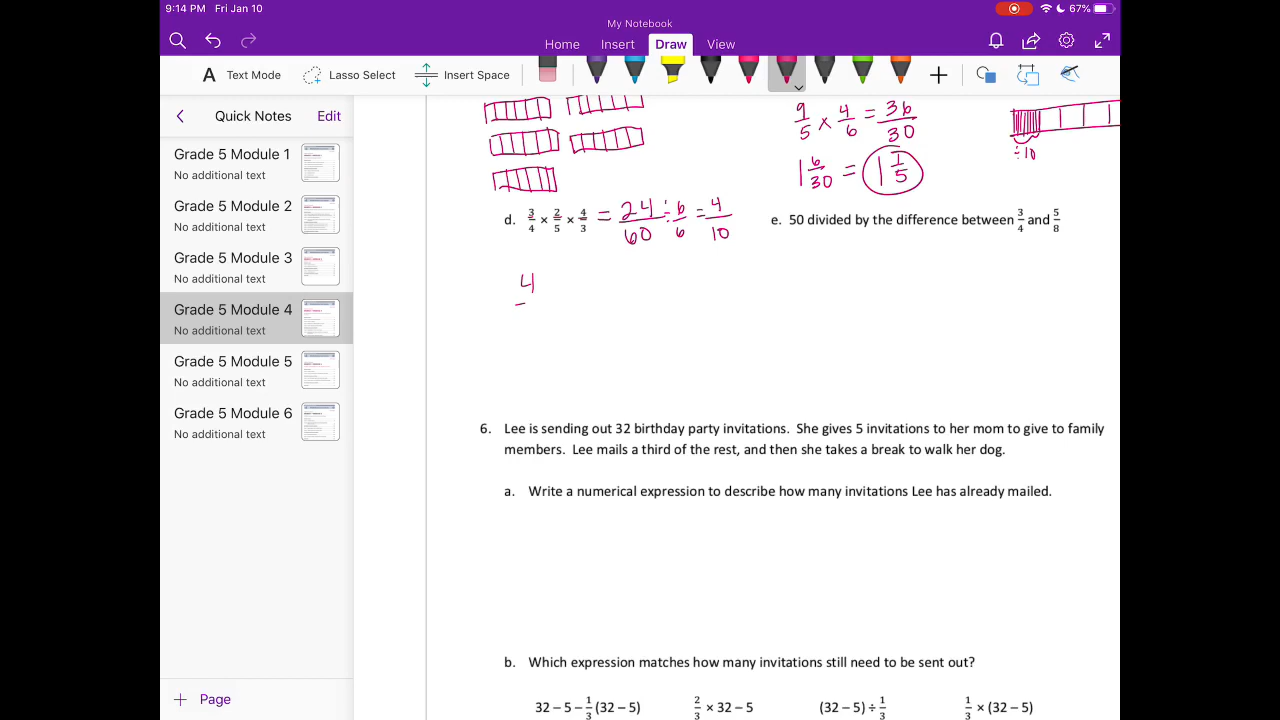 9:14 PM Fri Jan 10
67%
My Notebook
Home Insert Draw View
A Text Mode Lasso Select Insert Space
Quick Notes Edit
Grade 5 Module 1
No additional text
Grade 5 Module 2
No additional text
Grade 5 Module 3
No additional text
Grade 5 Module 4
No additional text
Grade 5 Module 5
No additional text
Grade 5 Module 6
No additional text
+ Page
9/5 × 4/6 = 36/30
÷10
1 6/30 = 1 1/5
d. 3/4 × 2/5 × 4/3 = 24/60 ÷ 6/6 = 4/10
e. 50 divided by the difference between 3/4 and 5/8
4
6. Lee is sending out 32 birthday party invitations. She gives 5 invitations to her mom to give to family
members. Lee mails a third of the rest, and then she takes a break to walk her dog.
a. Write a numerical expression to describe how many invitations Lee has already mailed.
b. Which expression matches how many invitations still need to be sent out?
32 – 5 – 1/3 (32 – 5) 2/3 × 32 – 5 (32 – 5) ÷ 1/3 1/3 × (32 – 5)